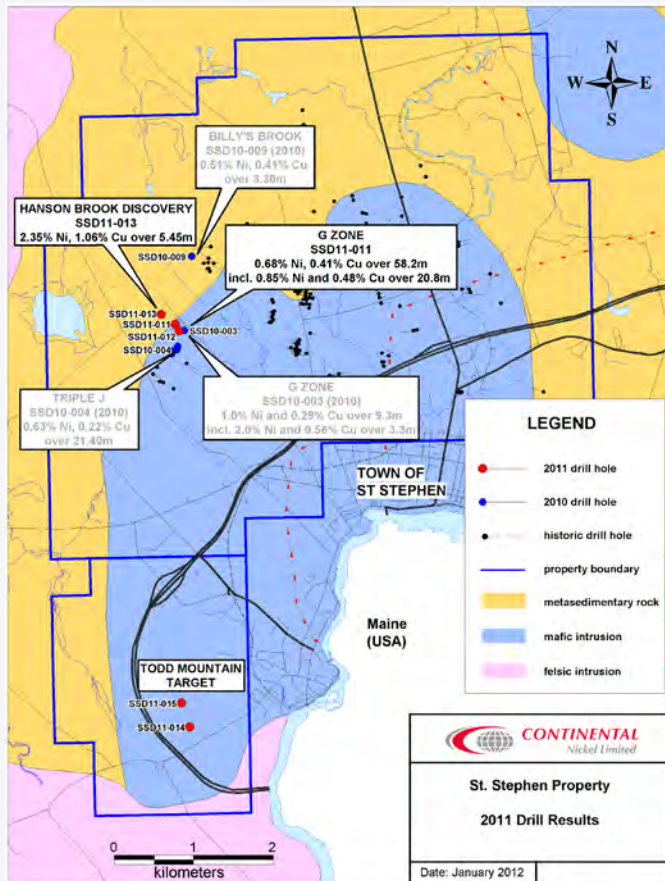 N
W E
S
BILLY'S BROOK
SSD10-009 (2010)
0.51% Ni, 0.41% Cu
over 3.80m
HANSON BROOK DISCOVERY
SSD11-013
2.35% Ni, 1.06% Cu over 5.45m
G ZONE
SSD11-011
0.68% Ni, 0.41% Cu over 58.2m
incl. 0.85% Ni and 0.48% Cu over 20.8m
SSD10-009
SSD11-013
SSD11-011
SSD10-003
SSD11-012
SSD10-004
TRIPLE J
SSD10-004 (2010)
0.63% Ni, 0.22% Cu
over 21.40m
G ZONE
SSD10-003 (2010)
1.0% Ni and 0.29% Cu over 9.3m
incl. 2.0% Ni and 0.56% Cu over 3.3m
TOWN OF
ST STEPHEN
Maine
(USA)
TODD MOUNTAIN
TARGET
SSD11-015
SSD11-014
0 1 2
kilometers
LEGEND
2011 drill hole
2010 drill hole
historic drill hole
property boundary
metasedimentary rock
mafic intrusion
felsic intrusion
CONTINENTAL
Nickel Limited
St. Stephen Property
2011 Drill Results
Date: January 2012